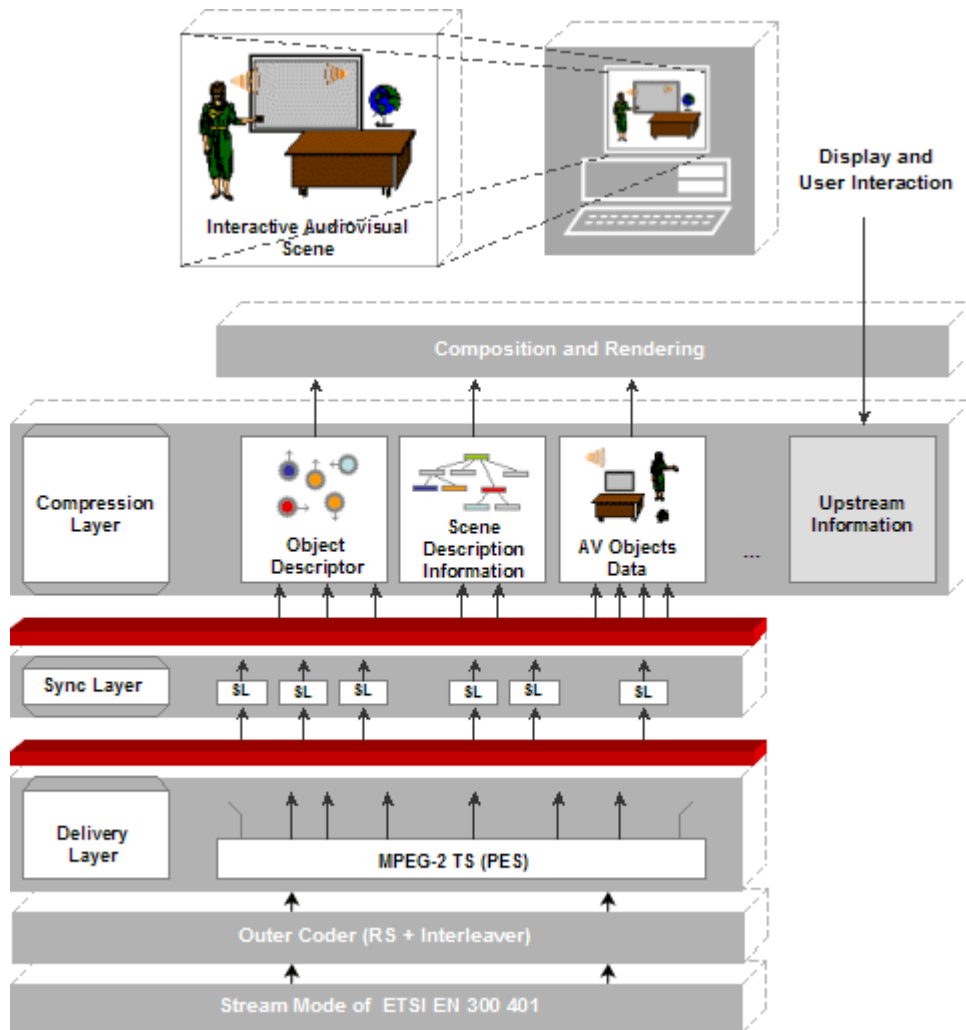 Interactive Audiovisual
Scene
Display and
User Interaction
Composition and Rendering
Compression
Layer
Object
Descriptor
Scene
Description
Information
AV Objects
Data
...
Upstream
Information
Sync Layer
SL
SL
SL
SL
SL
SL
Delivery
Layer
MPEG-2 TS (PES)
Outer Coder (RS + Interleaver)
Stream Mode of ETSI EN 300 401